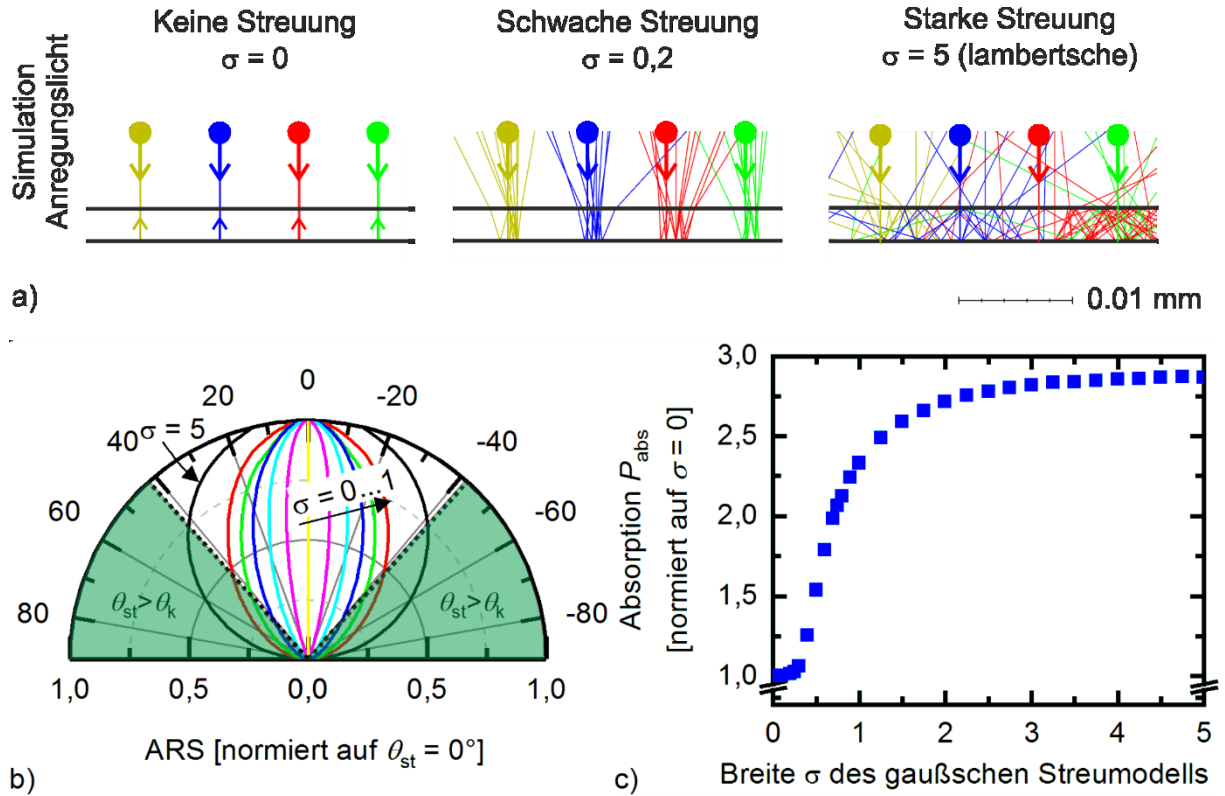 Keine Streuung
σ = 0
Schwache Streuung
σ = 0,2
Starke Streuung
σ = 5 (lambertsche)
Simulation
Anregungslicht
a)
0.01 mm
0
20
-20
40
-40
60
-60
80
-80
σ = 5
σ = 0...1
θst > θk
θst > θk
1,0
0,5
0,0
0,5
1,0
ARS [normiert auf θst = 0°]
b)
3,0
2,5
2,0
1,5
1,0
0
1
2
3
4
5
Absorption Pabs
[normiert auf σ = 0]
Breite σ des gaußschen Streumodells
c)